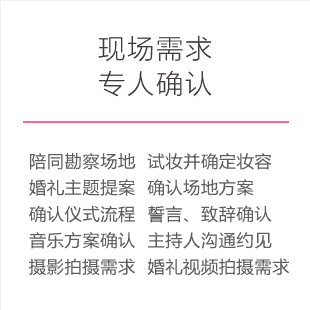 现场需求
专人确认
陪同勘察场地 试妆并确定妆容
婚礼主题提案 确认场地方案
确认仪式流程 誓言、致辞确认
音乐方案确认 主持人沟通约见
摄影拍摄需求 婚礼视频拍摄需求